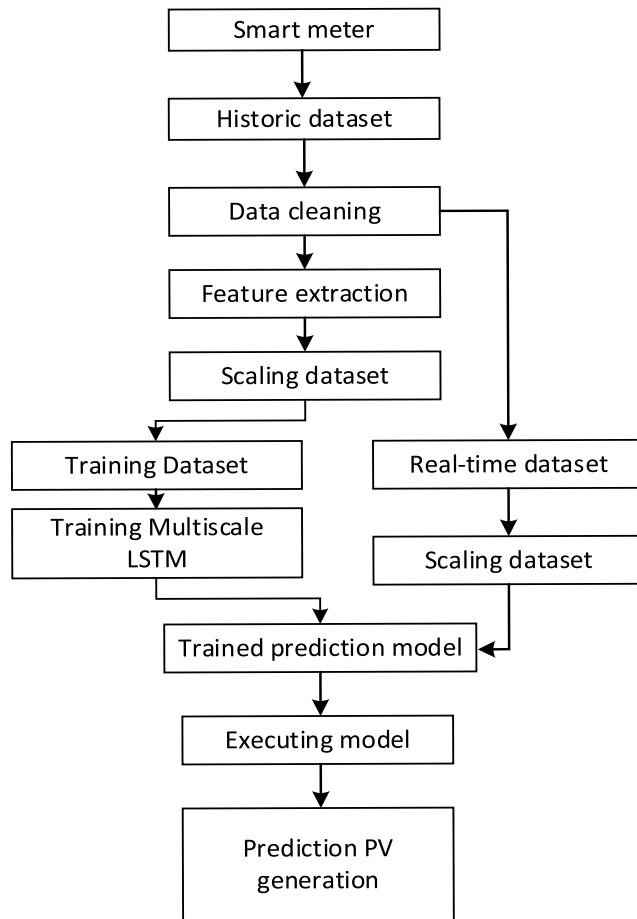 Smart meter
Historic dataset
Data cleaning
Feature extraction
Scaling dataset
Training Dataset
Training Multiscale
LSTM
Real-time dataset
Scaling dataset
Trained prediction model
Executing model
Prediction PV
generation